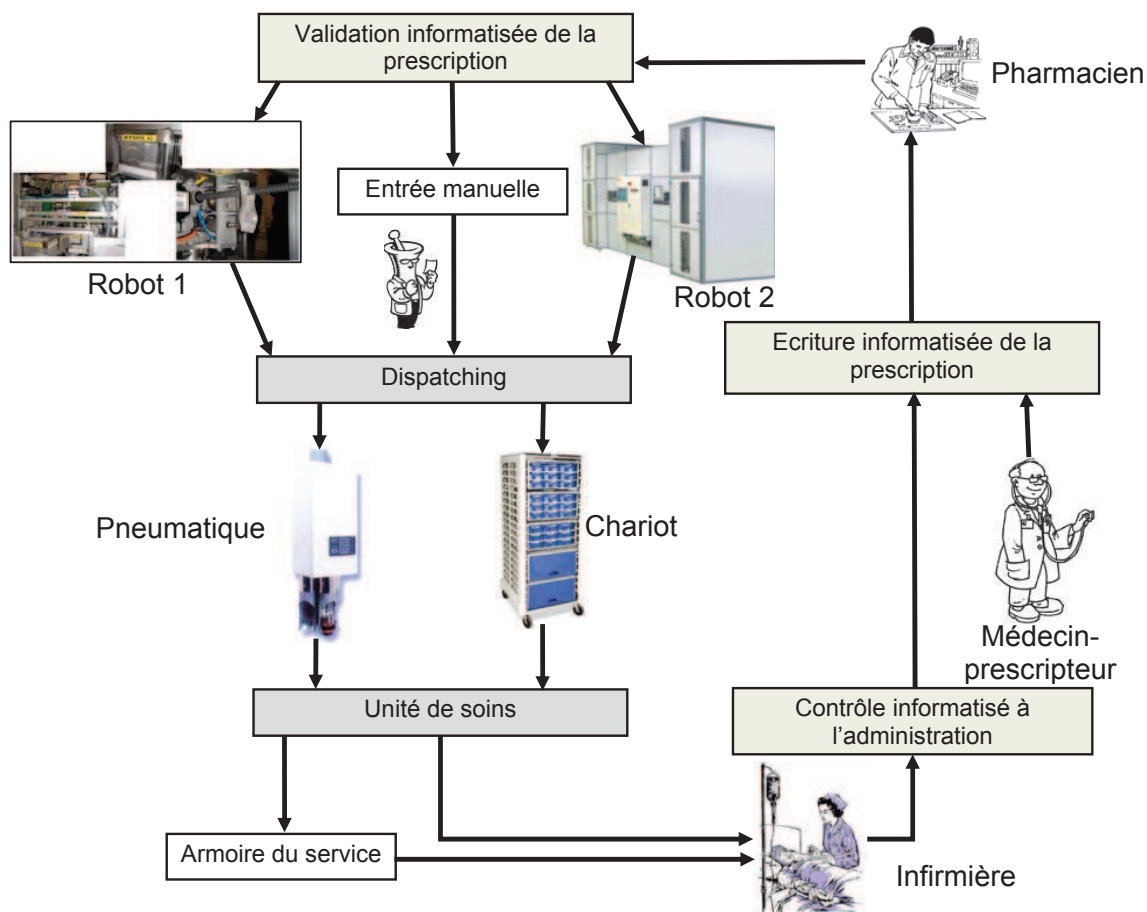 Validation informatisée de la
prescription
Pharmacien
Entrée manuelle
Robot 1
Robot 2
Ecriture informatisée de la
prescription
Dispatching
Pneumatique
Chariot
Médecin-
prescripteur
Unité de soins
Contrôle informatisé à
l’administration
Armoire du service
Infirmière